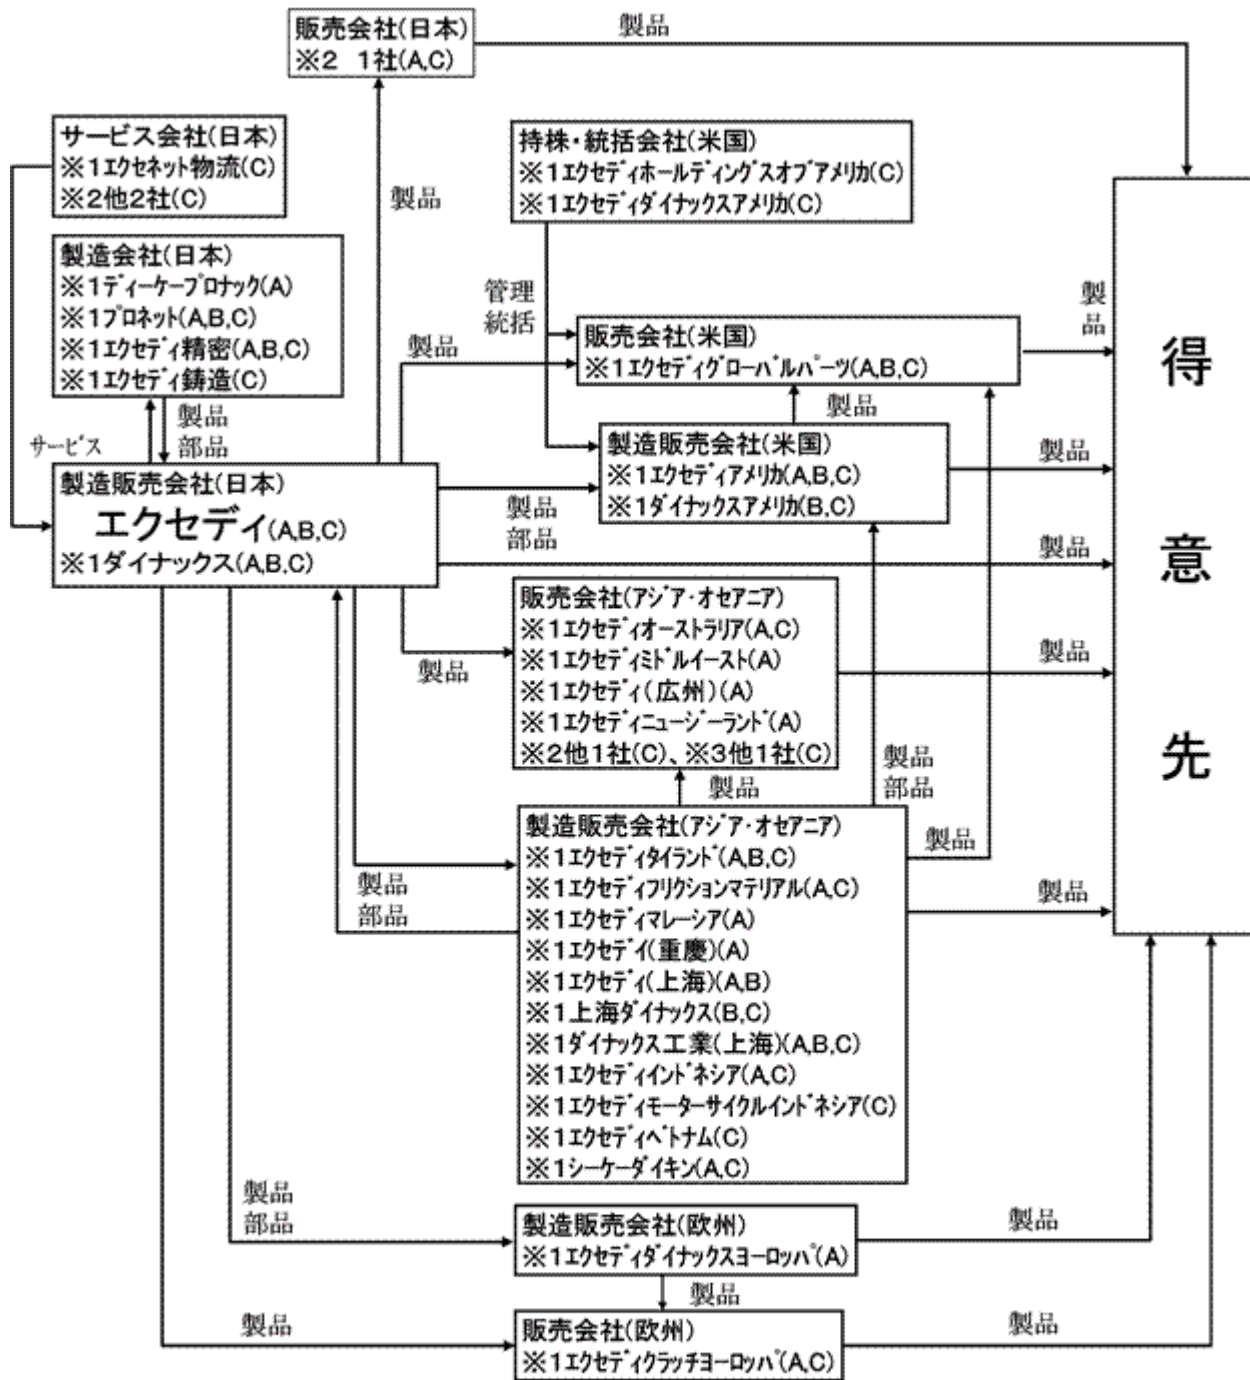 販売会社(日本)
※2 1社(A,C)
製品
サービス会社(日本)
※1エクセネット物流(C)
※2他2社(C)
製品
持株・統括会社(米国)
※1エクセディホールディングスオブアメリカ(C)
※1エクセディダイナックスアメリカ(C)
製造会社(日本)
※1ディーケープロナック(A)
※1プロネット(A,B,C)
※1エクセディ精密(A,B,C)
※1エクセディ鋳造(C)
管理
統括
製品
販売会社(米国)
※1エクセディグローバルパーツ(A,B,C)
製
品
製品
製造販売会社(米国)
※1エクセディアメリカ(A,B,C)
※1ダイナックスアメリカ(B,C)
製品
サービス
製品
部品
製造販売会社(日本)
エクセディ(A,B,C)
※1ダイナックス(A,B,C)
製品
部品
製品
販売会社(アジア・オセアニア)
※1エクセディオーストラリア(A,C)
※1エクセディミドルイースト(A)
※1エクセディ(広州)(A)
※1エクセディニュージーランド(A)
※2他1社(C)、※3他1社(C)
製品
製品
得
意
先
製品
製品
部品
製造販売会社(アジア・オセアニア)
※1エクセディタイランド(A,B,C)
※1エクセディフリクションマテリアル(A,C)
※1エクセディマレーシア(A)
※1エクセデイ(重慶)(A)
※1エクセディ(上海)(A,B)
※1上海ダイナックス(B,C)
※1ダイナックス工業(上海)(A,B,C)
※1エクセディインドネシア(A,C)
※1エクセディモーターサイクルインドネシア(C)
※1エクセディベトナム(C)
※1シーケーダイキン(A,C)
製品
部品
製品
製品
製品
部品
製造販売会社(欧州)
※1エクセディダイナックスヨーロッパ(A)
製品
製品
製品
販売会社(欧州)
※1エクセディクラッチヨーロッパ(A,C)
製品